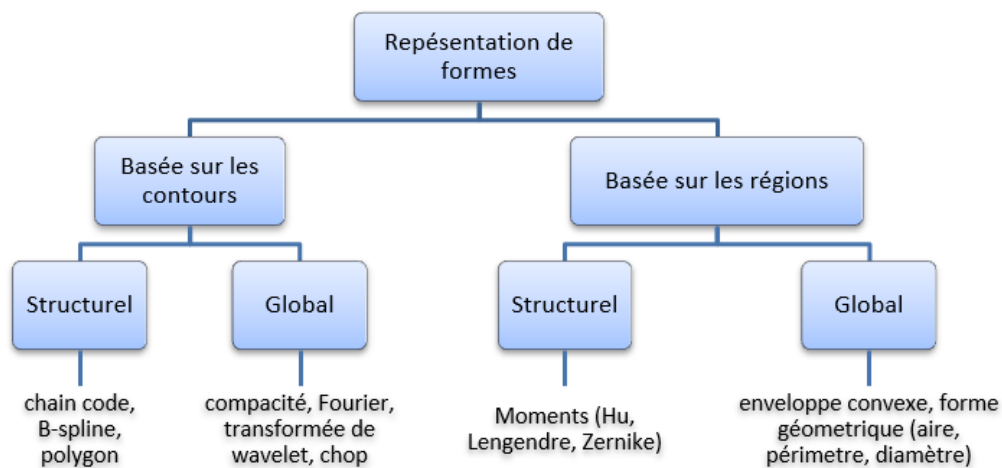 Repésentation de
formes
Basée sur les
contours
Basée sur les régions
Structurel
Global
Structurel
Global
chain code,
B-spline,
polygon
compacité, Fourier,
transformée de
wavelet, chop
Moments (Hu,
Lengendre, Zernike)
enveloppe convexe, forme
géometrique (aire,
périmetre, diamètre)